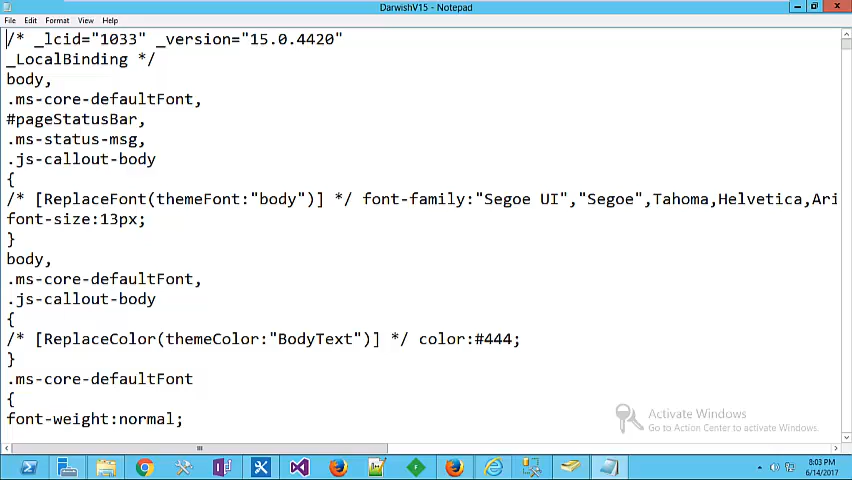 DarwishV15 - Notepad
File Edit Format View Help
/* _lcid="1033" _version="15.0.4420"
_LocalBinding */
body,
.ms-core-defaultFont,
#pageStatusBar,
.ms-status-msg,
.js-callout-body
{
/* [ReplaceFont(themeFont:"body")] */ font-family:"Segoe UI","Segoe",Tahoma,Helvetica,Ari
font-size:13px;
}
body,
.ms-core-defaultFont,
.js-callout-body
{
/* [ReplaceColor(themeColor:"BodyText")] */ color:#444;
}
.ms-core-defaultFont
{
font-weight:normal;
Activate Windows
Go to Action Center to activate Windows.
8:03 PM
6/14/2017